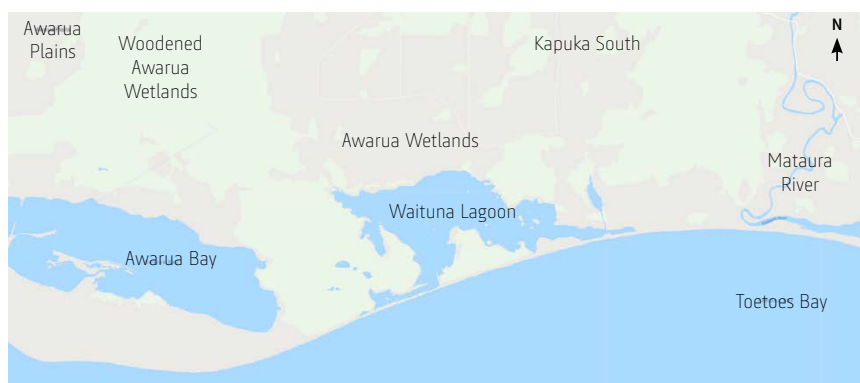 Awarua
Plains
Woodened
Awarua
Wetlands
Kapuka South
N
Awarua Wetlands
Mataura
River
Waituna Lagoon
Awarua Bay
Toetoes Bay